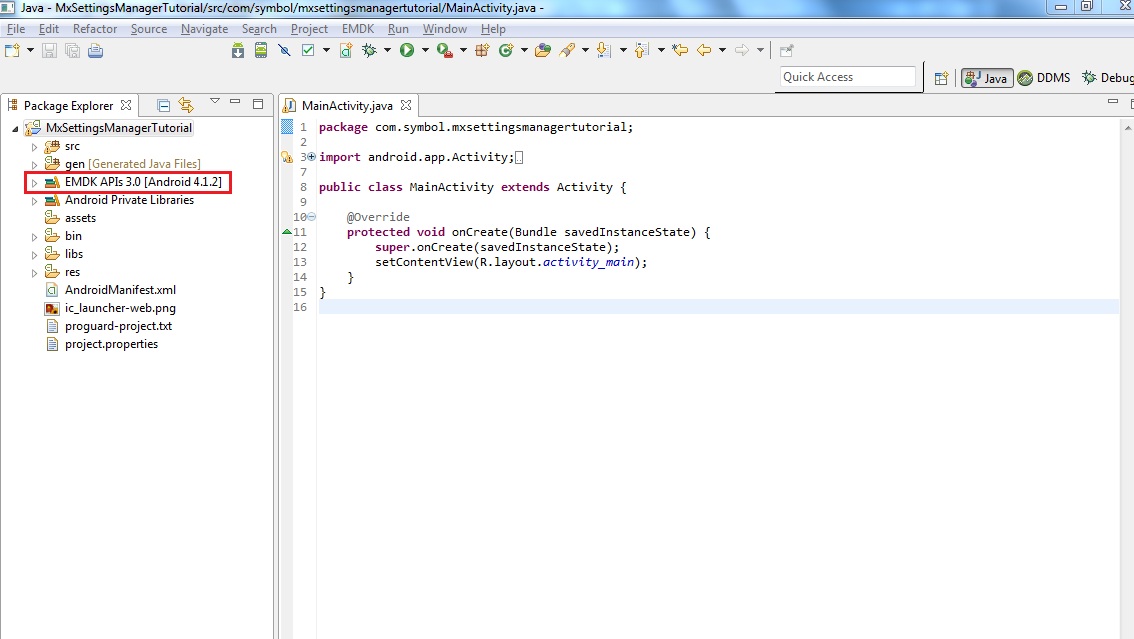 Java - MxSettingsManagerTutorial/src/com/symbol/mxsettingsmanagertutorial/MainActivity.java -
File Edit Refactor Source Navigate Search Project EMDK Run Window Help
Quick Access
Java DDMS Debug
Package Explorer
MxSettingsManagerTutorial
src
gen [Generated Java Files]
EMDK APIs 3.0 [Android 4.1.2]
Android Private Libraries
assets
bin
libs
res
AndroidManifest.xml
ic_launcher-web.png
proguard-project.txt
project.properties
MainActivity.java
1 package com.symbol.mxsettingsmanagertutorial;
2
3 import android.app.Activity;
7
8 public class MainActivity extends Activity {
9
10 @Override
11 protected void onCreate(Bundle savedInstanceState) {
12 super.onCreate(savedInstanceState);
13 setContentView(R.layout.activity_main);
14 }
15 }
16